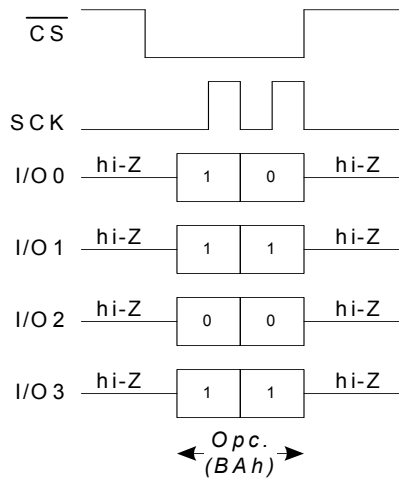 CS
SCK
hi-Z 1 0 hi-Z
I/O 0
hi-Z 1 1 hi-Z
I/O 1
hi-Z 0 0 hi-Z
I/O 2
hi-Z 1 1 hi-Z
I/O 3
Opc.
(BAh)